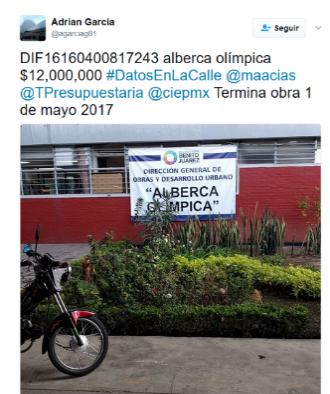 Adrian Garcia
@agarciag81
Seguir
DIF16160400817243 alberca olímpica
$12,000,000 #DatosEnLaCalle @maacias
@TPresupuestaria @ciepmx Termina obra 1
de mayo 2017
BENITO
JUÁREZ
DIRECCIÓN GENERAL DE
OBRAS Y DESARROLLO URBANO
"ALBERCA
OLÍMPICA"